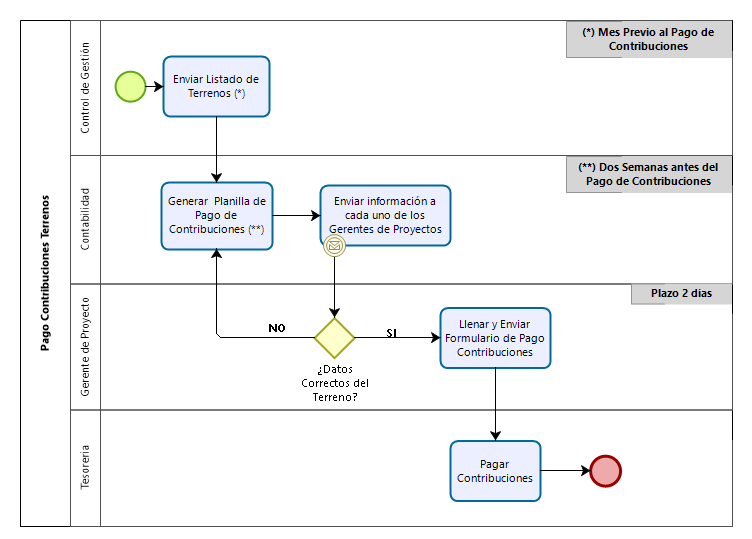 Pago Contribuciones Terrenos
Control de Gestión
(*) Mes Previo al Pago de
Contribuciones
Enviar Listado de
Terrenos (*)
Contabilidad
(**) Dos Semanas antes del
Pago de Contribuciones
Generar Planilla de
Pago de
Contribuciones (**)
Enviar información a
cada uno de los
Gerentes de Proyectos
Gerente de Proyecto
Plazo 2 dias
NO
SI
¿Datos
Correctos del
Terreno?
Llenar y Enviar
Formulario de Pago
Contribuciones
Tesoreria
Pagar
Contribuciones